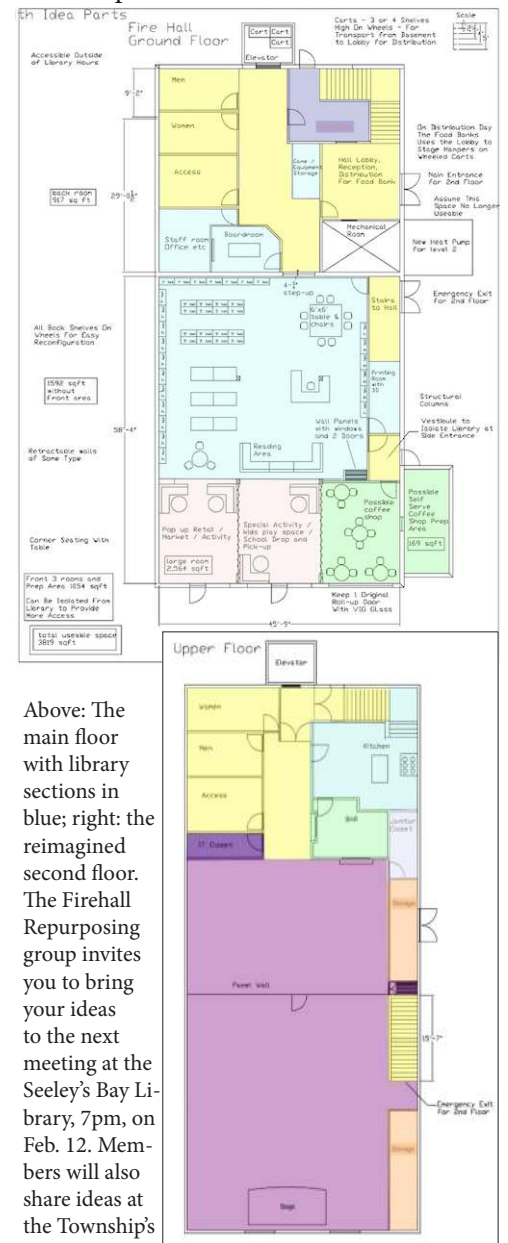 th Idea Parts
Fire Hall
Ground Floor
Cart Cart
Cart
Elevator
Carts - 3 or 4 Shelves
High On Wheels - For
Transport from Basement
to Lobby for Distribution
Scale
Accessible Outside
of Library Hours
9'-2"
Men
Women
Access
Staff room
Office etc
Boardroom
Storage
Hall Lobby,
Reception,
Distribution
For Food Bank
Mechanical
Room
On Distribution Day
The Food Banks
Uses the Lobby to
Stage Hampers on
Wheeled Carts
Main Entrance
for 2nd Floor
Assume This
Space No Longer
Useable
New Heat Pump
for level 2
back room
917 sq ft
step-up
6'x6'
table &
chairs
Stairs
to Hall
Emergency Exit
for 2nd Floor
All Book Shelves On
Wheels For Easy
Reconfiguration
1592 sqft
without
front area
Printing
Room
with
3D
Structural
Columns
58'-4"
Wall Panels
with windows
and 2 Doors
Vestibule to
Isolate Library at
Side Entrance
Retractable walls
of Some Type
Reading
Area
Pop up Retail /
Market / Activity
Special Activity /
kids play space /
School Drop and
Pick-up
Possible
coffee
shop
Possible
Self
Serve
Coffee
Shop Prep
Area
169 sqft
Corner Seating With
Table
large room
2,564 sqft
Front 3 rooms and
Prep Area 1054 sqft
Can Be Isolated From
Library to Provide
More Access
Keep 1 Original
Roll-up Door
With VIG Glass
45'-9"
total useable space
3819 sqft
Upper Floor
Elevator
Women
Men
Access
IT Closet
Kitchen
BAR
Janitor
Closet
Storage
Panel Wall
15'-7"
Emergency Exit
for 2nd Floor
Storage
Stage
Above: The
main floor
with library
sections in
blue; right: the
reimagined
second floor.
The Firehall
Repurposing
group invites
you to bring
your ideas
to the next
meeting at the
Seeley's Bay Li-
brary, 7pm, on
Feb. 12. Mem-
bers will also
share ideas at
the Township's